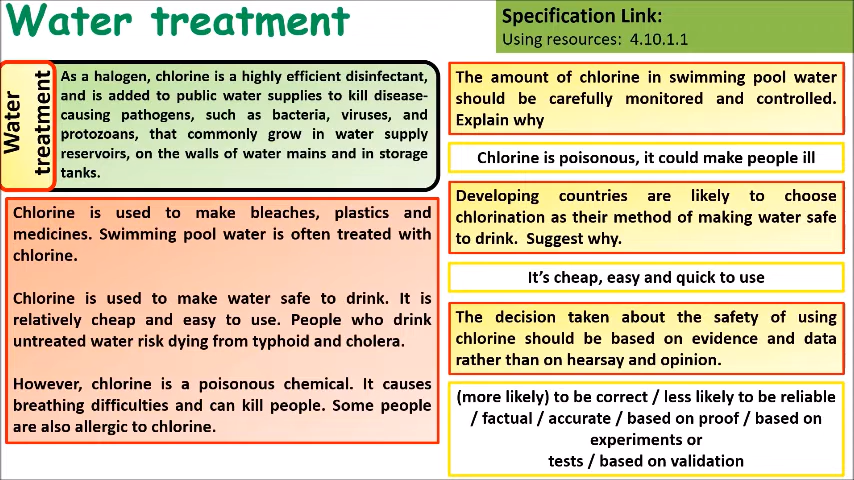 Water treatment
Specification Link:
Using resources: 4.10.1.1
Water
treatment
As a halogen, chlorine is a highly efficient disinfectant,
and is added to public water supplies to kill disease-
causing pathogens, such as bacteria, viruses, and
protozoans, that commonly grow in water supply
reservoirs, on the walls of water mains and in storage
tanks.
Chlorine is used to make bleaches, plastics and
medicines. Swimming pool water is often treated with
chlorine.
Chlorine is used to make water safe to drink. It is
relatively cheap and easy to use. People who drink
untreated water risk dying from typhoid and cholera.
However, chlorine is a poisonous chemical. It causes
breathing difficulties and can kill people. Some people
are also allergic to chlorine.
The amount of chlorine in swimming pool water
should be carefully monitored and controlled.
Explain why
Chlorine is poisonous, it could make people ill
Developing countries are likely to choose
chlorination as their method of making water safe
to drink. Suggest why.
It’s cheap, easy and quick to use
The decision taken about the safety of using
chlorine should be based on evidence and data
rather than on hearsay and opinion.
(more likely) to be correct / less likely to be reliable
/ factual / accurate / based on proof / based on
experiments or
tests / based on validation